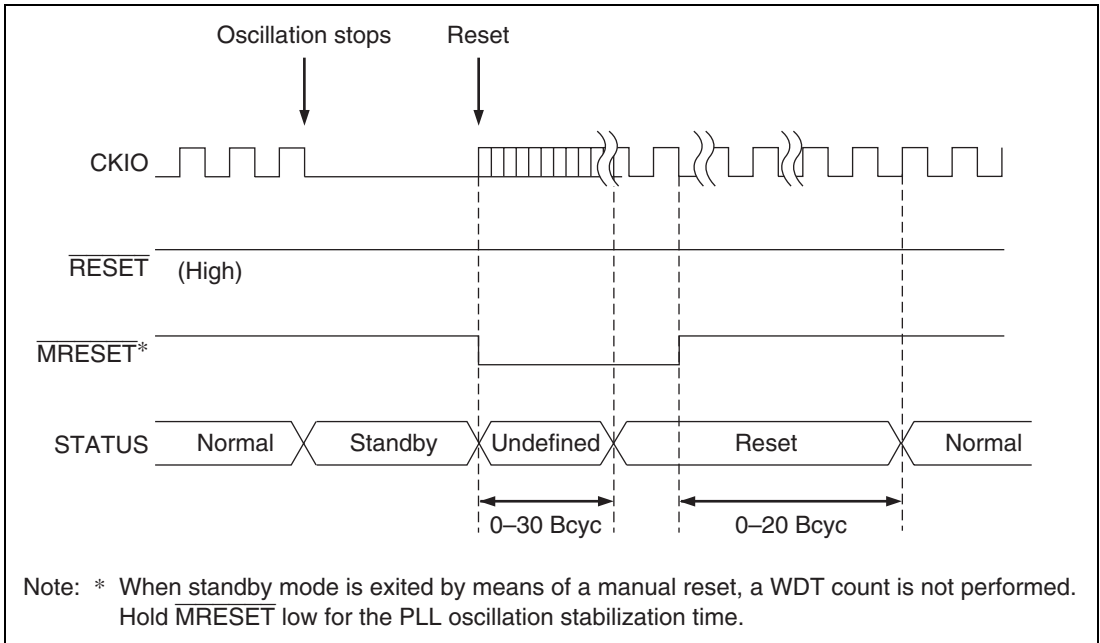 Oscillation stops Reset
CKIO
RESET (High)
MRESET*
STATUS Normal Standby Undefined Reset Normal
0–30 Bcyc 0–20 Bcyc
Note: * When standby mode is exited by means of a manual reset, a WDT count is not performed.
Hold MRESET low for the PLL oscillation stabilization time.